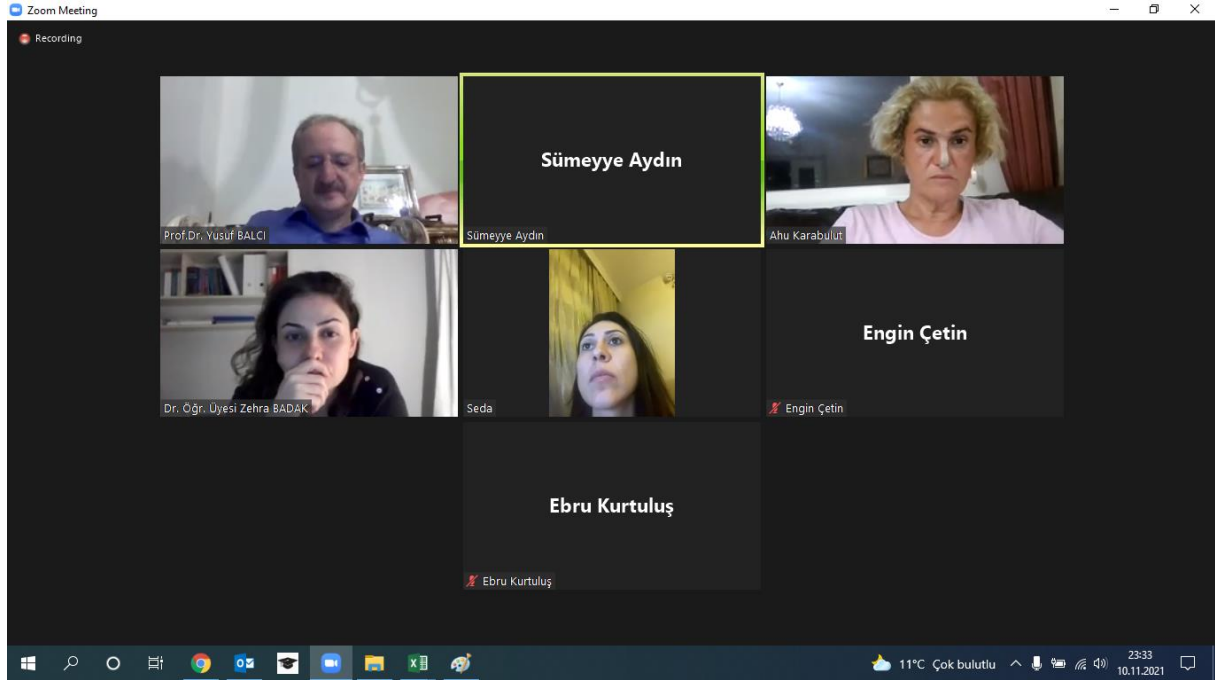 Zoom Meeting
Recording
Sümeyye Aydın
Prof.Dr. Yusuf BALCI
Sümeyye Aydın
Ahu Karabulut
Engin Çetin
Dr. Öğr. Üyesi Zehra BADAK
Seda
Engin Çetin
Ebru Kurtuluş
Ebru Kurtuluş
11°C Çok bulutlu
23:33
10.11.2021